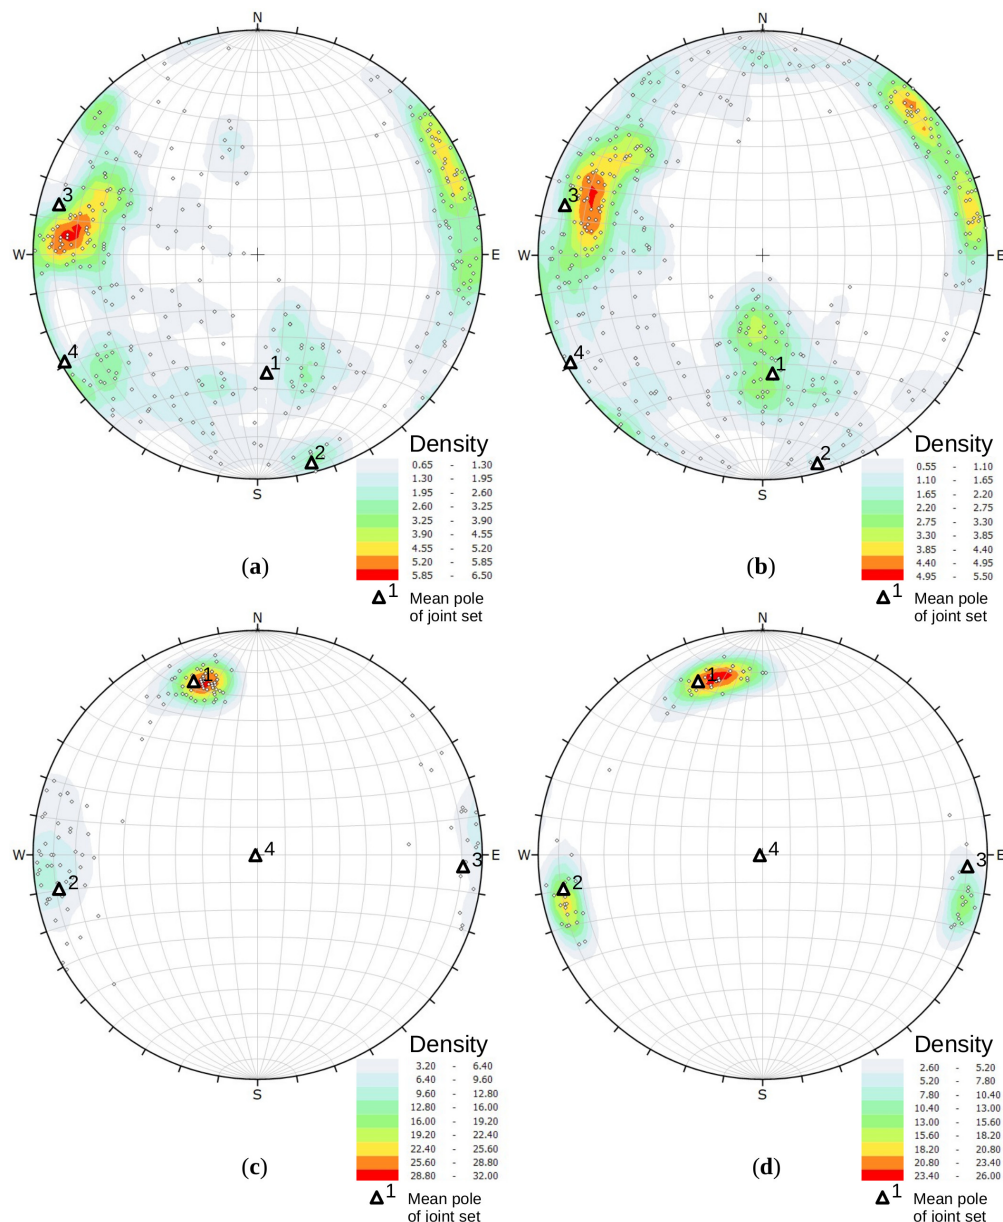 N
W
E
S
3
4
1
2
Density
0.65 - 1.30
1.30 - 1.95
1.95 - 2.60
2.60 - 3.25
3.25 - 3.90
3.90 - 4.55
4.55 - 5.20
5.20 - 5.85
5.85 - 6.50
(a)
1 Mean pole
of joint set
N
W
E
S
3
4
1
2
Density
0.55 - 1.10
1.10 - 1.65
1.65 - 2.20
2.20 - 2.75
2.75 - 3.30
3.30 - 3.85
3.85 - 4.40
4.40 - 4.95
4.95 - 5.50
(b)
1 Mean pole
of joint set
N
1
W
4
3
E
2
S
Density
3.20 - 6.40
6.40 - 9.60
9.60 - 12.80
12.80 - 16.00
16.00 - 19.20
19.20 - 22.40
22.40 - 25.60
25.60 - 28.80
28.80 - 32.00
(c)
1 Mean pole
of joint set
N
1
W
4
3
E
2
S
Density
2.60 - 5.20
5.20 - 7.80
7.80 - 10.40
10.40 - 13.00
13.00 - 15.60
15.60 - 18.20
18.20 - 20.80
20.80 - 23.40
23.40 - 26.00
(d)
1 Mean pole
of joint set